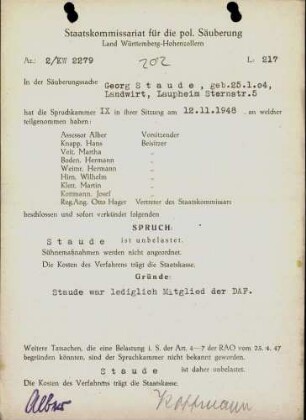 Staatskommissariat für die pol. Säuberung
Land Württemberg-Hohenzollern
Az.: 2/KW 2279 202 L: 217
In der Säuberungssache Georg Staude, geb.25.1.04,
Landwirt, Laupheim Sternstr.5
hat die Spruchkammer IX in ihrer Sitzung am 12.11.1948, an welcher
teilgenommen haben:
Assessor Alber Vorsitzender
Knapp, Hans Beisitzer
Veit, Martha "
Boden, Hermann "
Weimr, Hermann "
Hirn, Wilhelm "
Klett, Martin "
Kottmann, Josef "
Reg.Ang. Otto Hager Vertreter des Staatskommissars
beschlossen und sofort verkündet folgenden
SPRUCH:
Staude ist unbelastet.
Sühnemaßnahmen werden nicht angeordnet.
Die Kosten des Verfahrens trägt die Staatskasse.
Gründe:
Staude war lediglich Mitglied der DAF.
Weitere Tatsachen, die eine Belastung i. S. der Art. 4—7 der RAO vom 25. 4. 47
begründen könnten, sind der Spruchkammer nicht bekannt geworden.
Staude ist daher unbelastet.
Die Kosten des Verfahrens trägt die Staatskasse.
Alber Kottmann